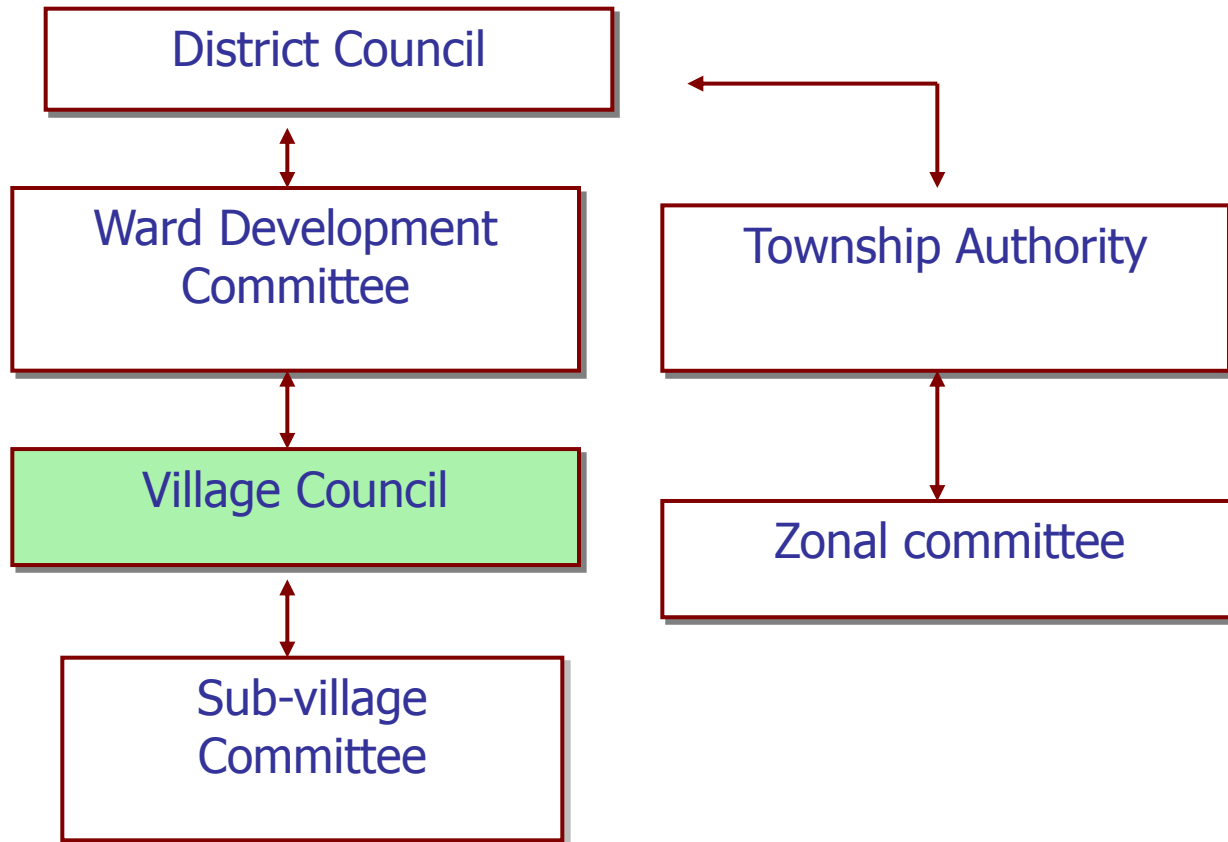 District Council
Ward Development
Committee
Township Authority
Village Council
Zonal committee
Sub-village
Committee